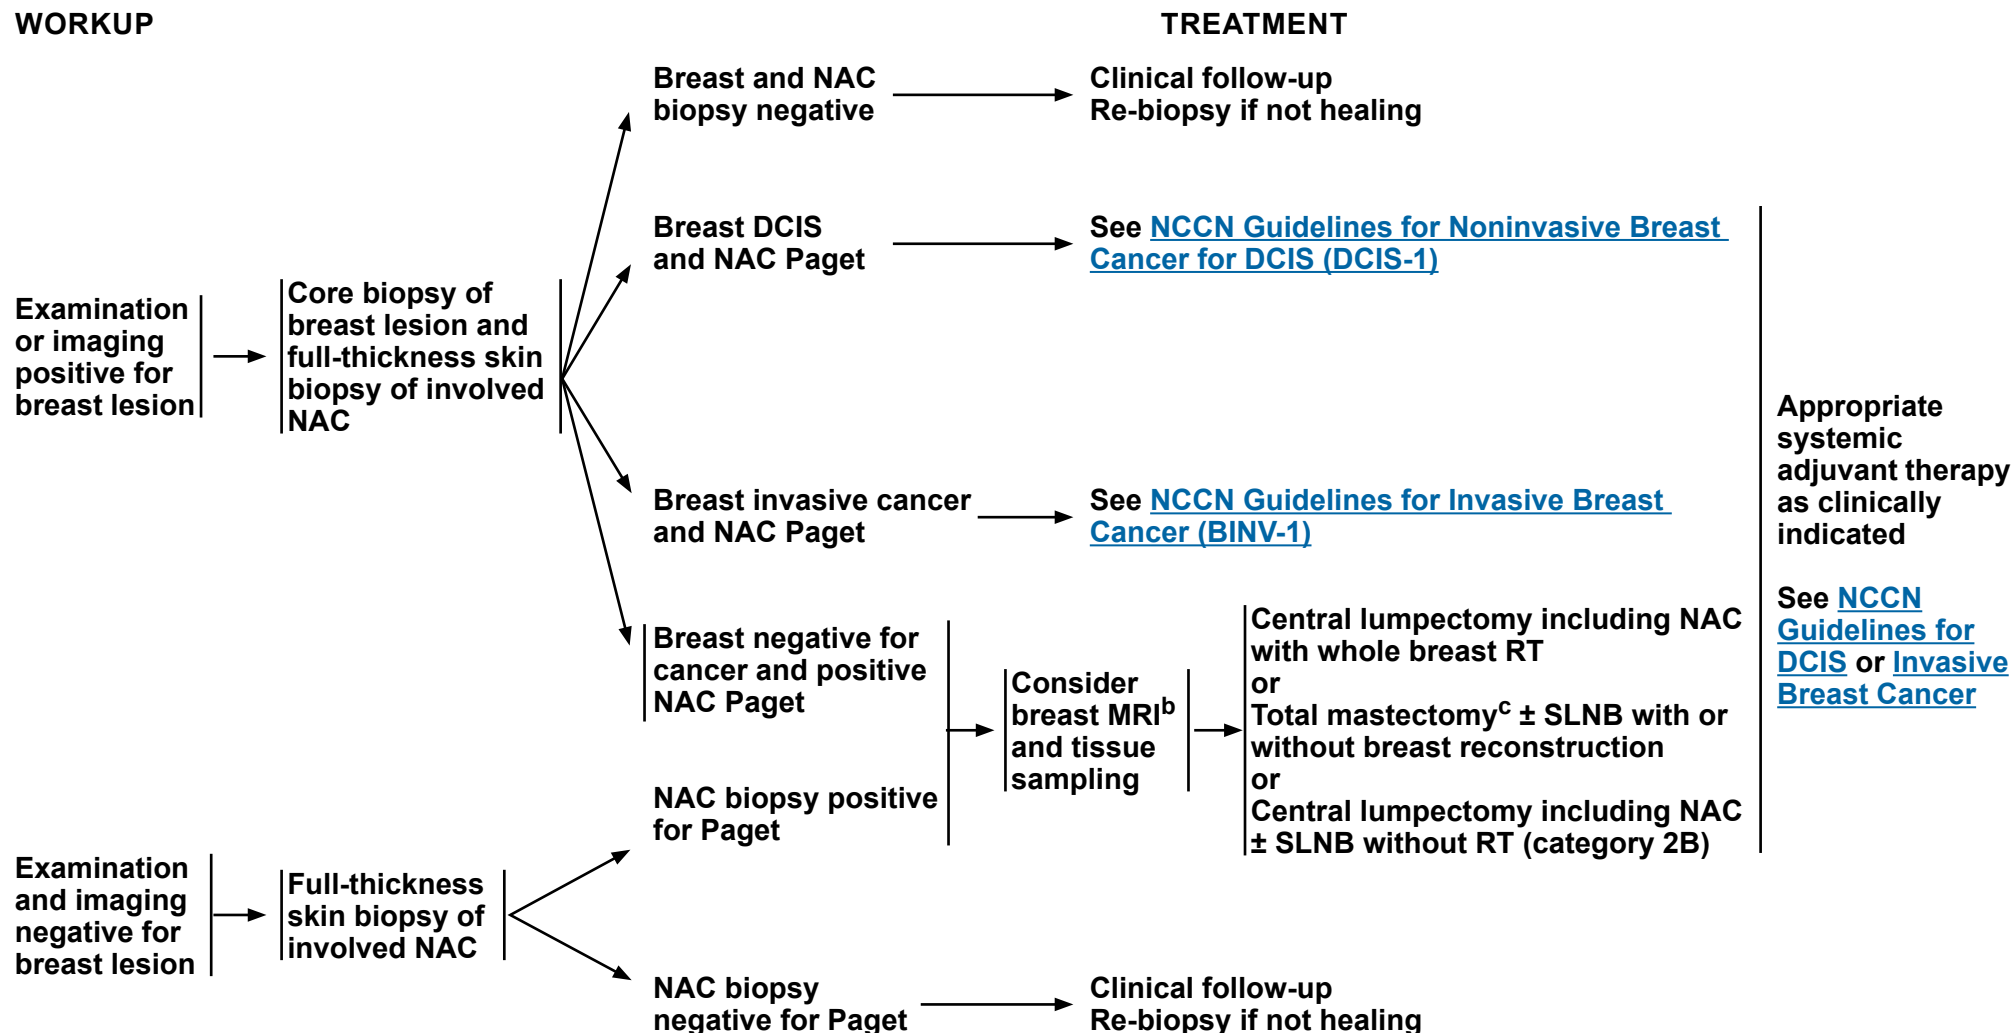 WORKUP
TREATMENT
Examination
or imaging
positive for
breast lesion
Core biopsy of
breast lesion and
full-thickness skin
biopsy of involved
NAC
Breast and NAC
biopsy negative
Clinical follow-up
Re-biopsy if not healing
Breast DCIS
and NAC Paget
See NCCN Guidelines for Noninvasive Breast
Cancer for DCIS (DCIS-1)
Breast invasive cancer
and NAC Paget
See NCCN Guidelines for Invasive Breast
Cancer (BINV-1)
Breast negative for
cancer and positive
NAC Paget
Examination
and imaging
negative for
breast lesion
Full-thickness
skin biopsy of
involved NAC
NAC biopsy positive
for Paget
Consider
breast MRIᵇ
and tissue
sampling
Central lumpectomy including NAC
with whole breast RT
or
Total mastectomyᶜ ± SLNB with or
without breast reconstruction
or
Central lumpectomy including NAC
± SLNB without RT (category 2B)
NAC biopsy
negative for Paget
Clinical follow-up
Re-biopsy if not healing
Appropriate
systemic
adjuvant therapy
as clinically
indicated
See NCCN
Guidelines for
DCIS or Invasive
Breast Cancer